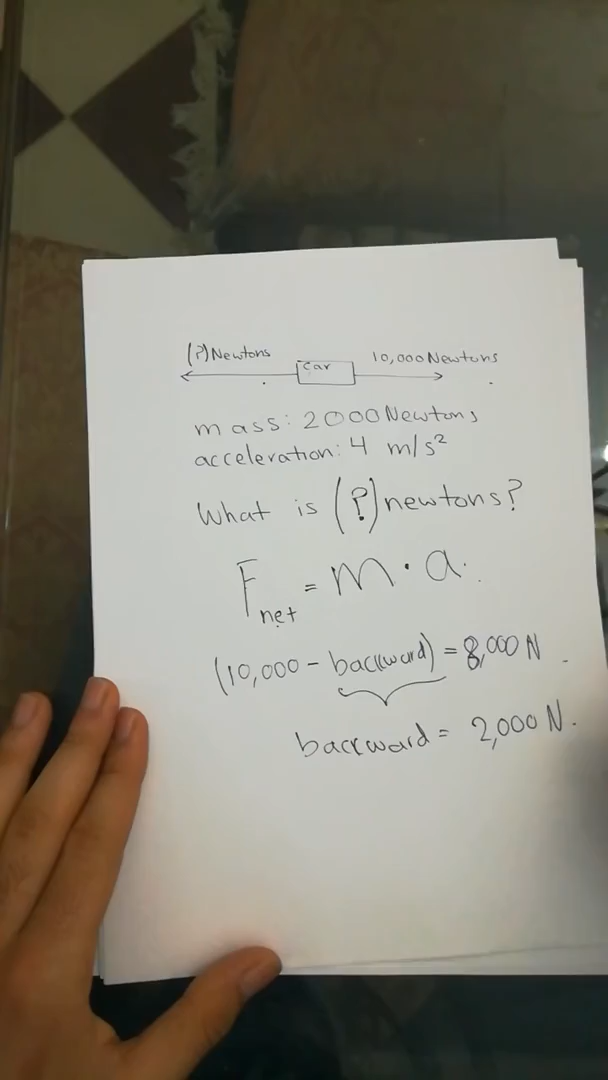 (?) Newtons car 10,000 Newtons
mass: 2000 Newtons
acceleration: 4 m/s²
What is (?) newtons?
Fnet = m · a.
(10,000 - backward) = 8,000 N
backward = 2,000 N.